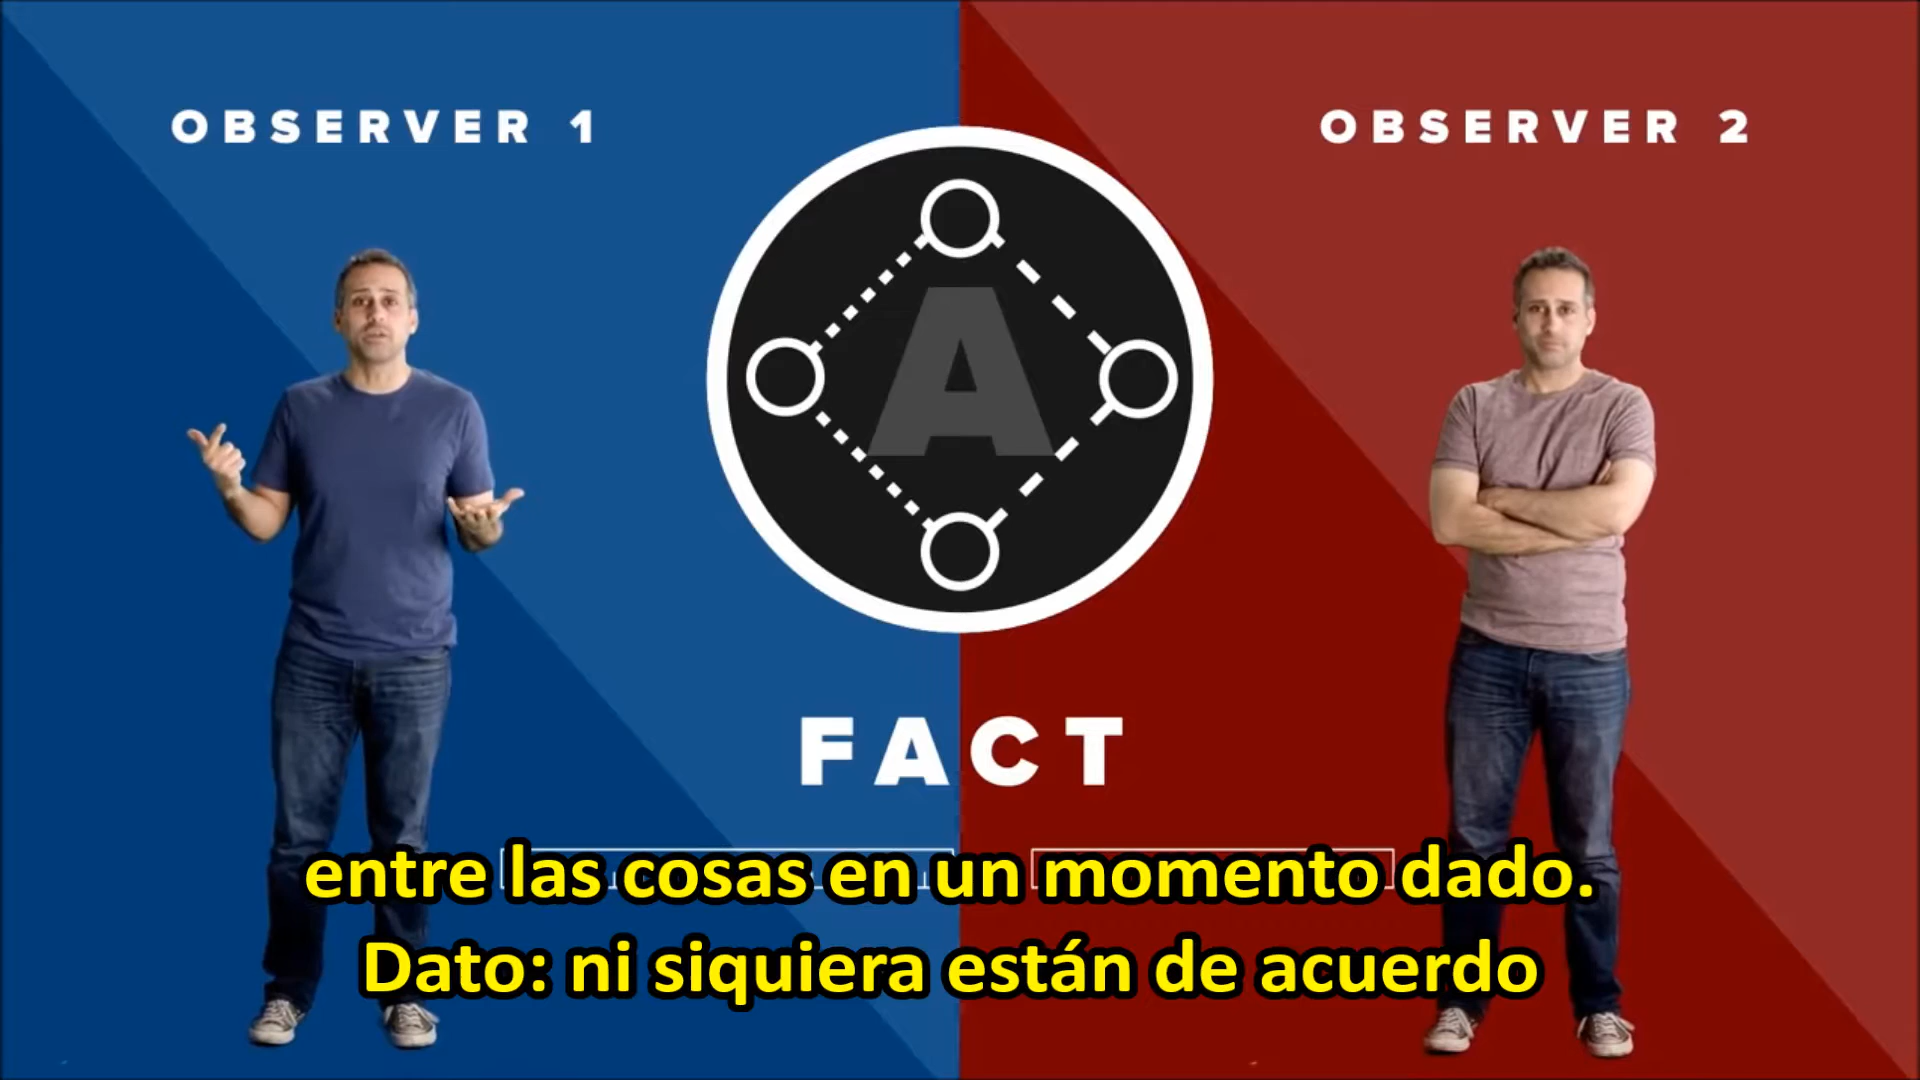 OBSERVER 1
OBSERVER 2
A
FACT
entre las cosas en un momento dado.
Dato: ni siquiera están de acuerdo